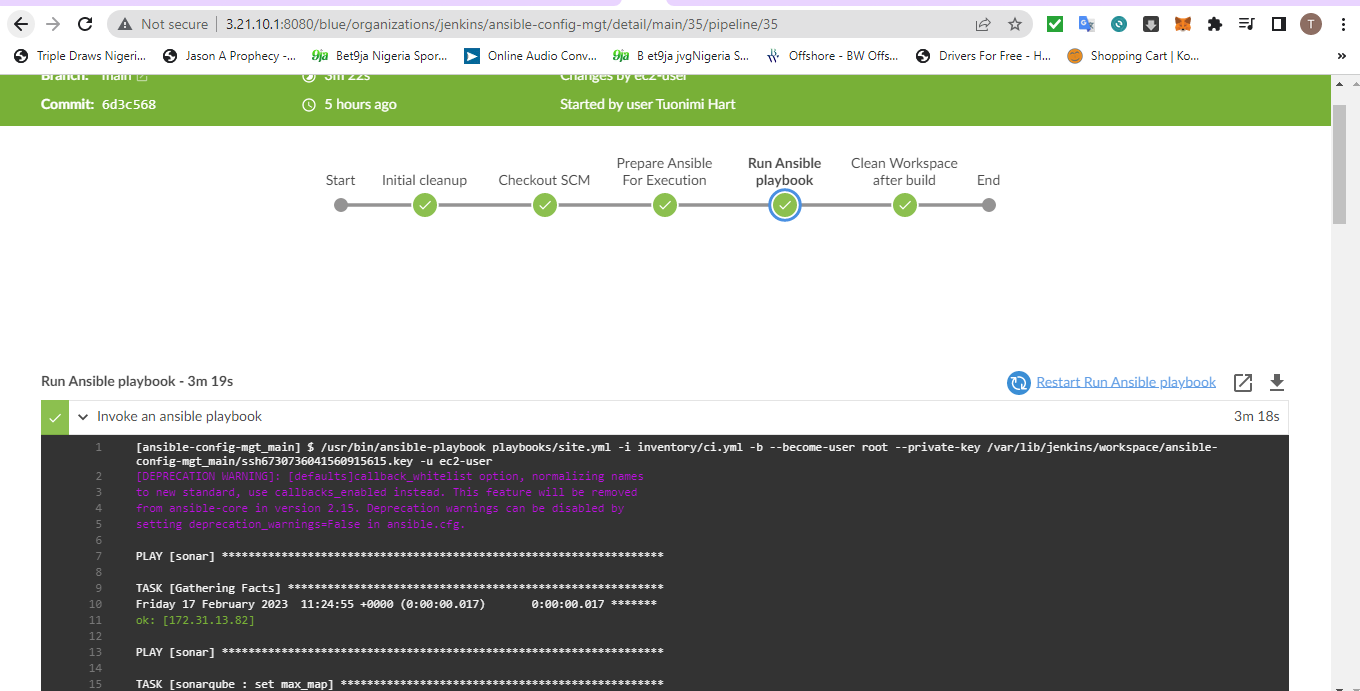 Not secure | 3.21.10.1:8080/blue/organizations/jenkins/ansible-config-mgt/detail/main/35/pipeline/35
T
Triple Draws Nigeri... Jason A Prophecy -... 9ja Bet9ja Nigeria Spor... Online Audio Conv... 9ja B et9ja jvgNigeria S... Offshore - BW Offs... Drivers For Free - H... Shopping Cart | Ko... »
Branch: main 3m 22s Changes by ec2-user
Commit: 6d3c568 5 hours ago Started by user Tuonimi Hart
Start
Initial cleanup
Checkout SCM
Prepare Ansible
For Execution
Run Ansible
playbook
Clean Workspace
after build
End
Run Ansible playbook - 3m 19s Restart Run Ansible playbook
Invoke an ansible playbook 3m 18s
1 [ansible-config-mgt_main] $ /usr/bin/ansible-playbook playbooks/site.yml -i inventory/ci.yml -b --become-user root --private-key /var/lib/jenkins/workspace/ansible-
config-mgt_main/ssh6730736041560915615.key -u ec2-user
2 [DEPRECATION WARNING]: [defaults]callback_whitelist option, normalizing names
3 to new standard, use callbacks_enabled instead. This feature will be removed
4 from ansible-core in version 2.15. Deprecation warnings can be disabled by
5 setting deprecation_warnings=False in ansible.cfg.
6
7 PLAY [sonar] *******************************************************************
8
9 TASK [Gathering Facts] *********************************************************
10 Friday 17 February 2023  11:24:55 +0000 (0:00:00.017)       0:00:00.017 *******
11 ok: [172.31.13.82]
12
13 PLAY [sonar] *******************************************************************
14
15 TASK [sonarqube : set max_map] *************************************************